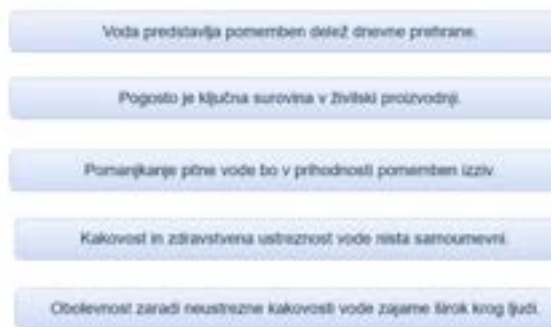 Voda predstavlja pomemben delež dnevne prehrane.
Pogosto je ključna surovina v živilski proizvodnji.
Pomanjkanje pitne vode bo v prihodnosti pomemben izziv.
Kakovost in zdravstvena ustreznost vode nista samoumevni.
Obolevnost zaradi neustrezne kakovosti vode zajame širok krog ljudi.